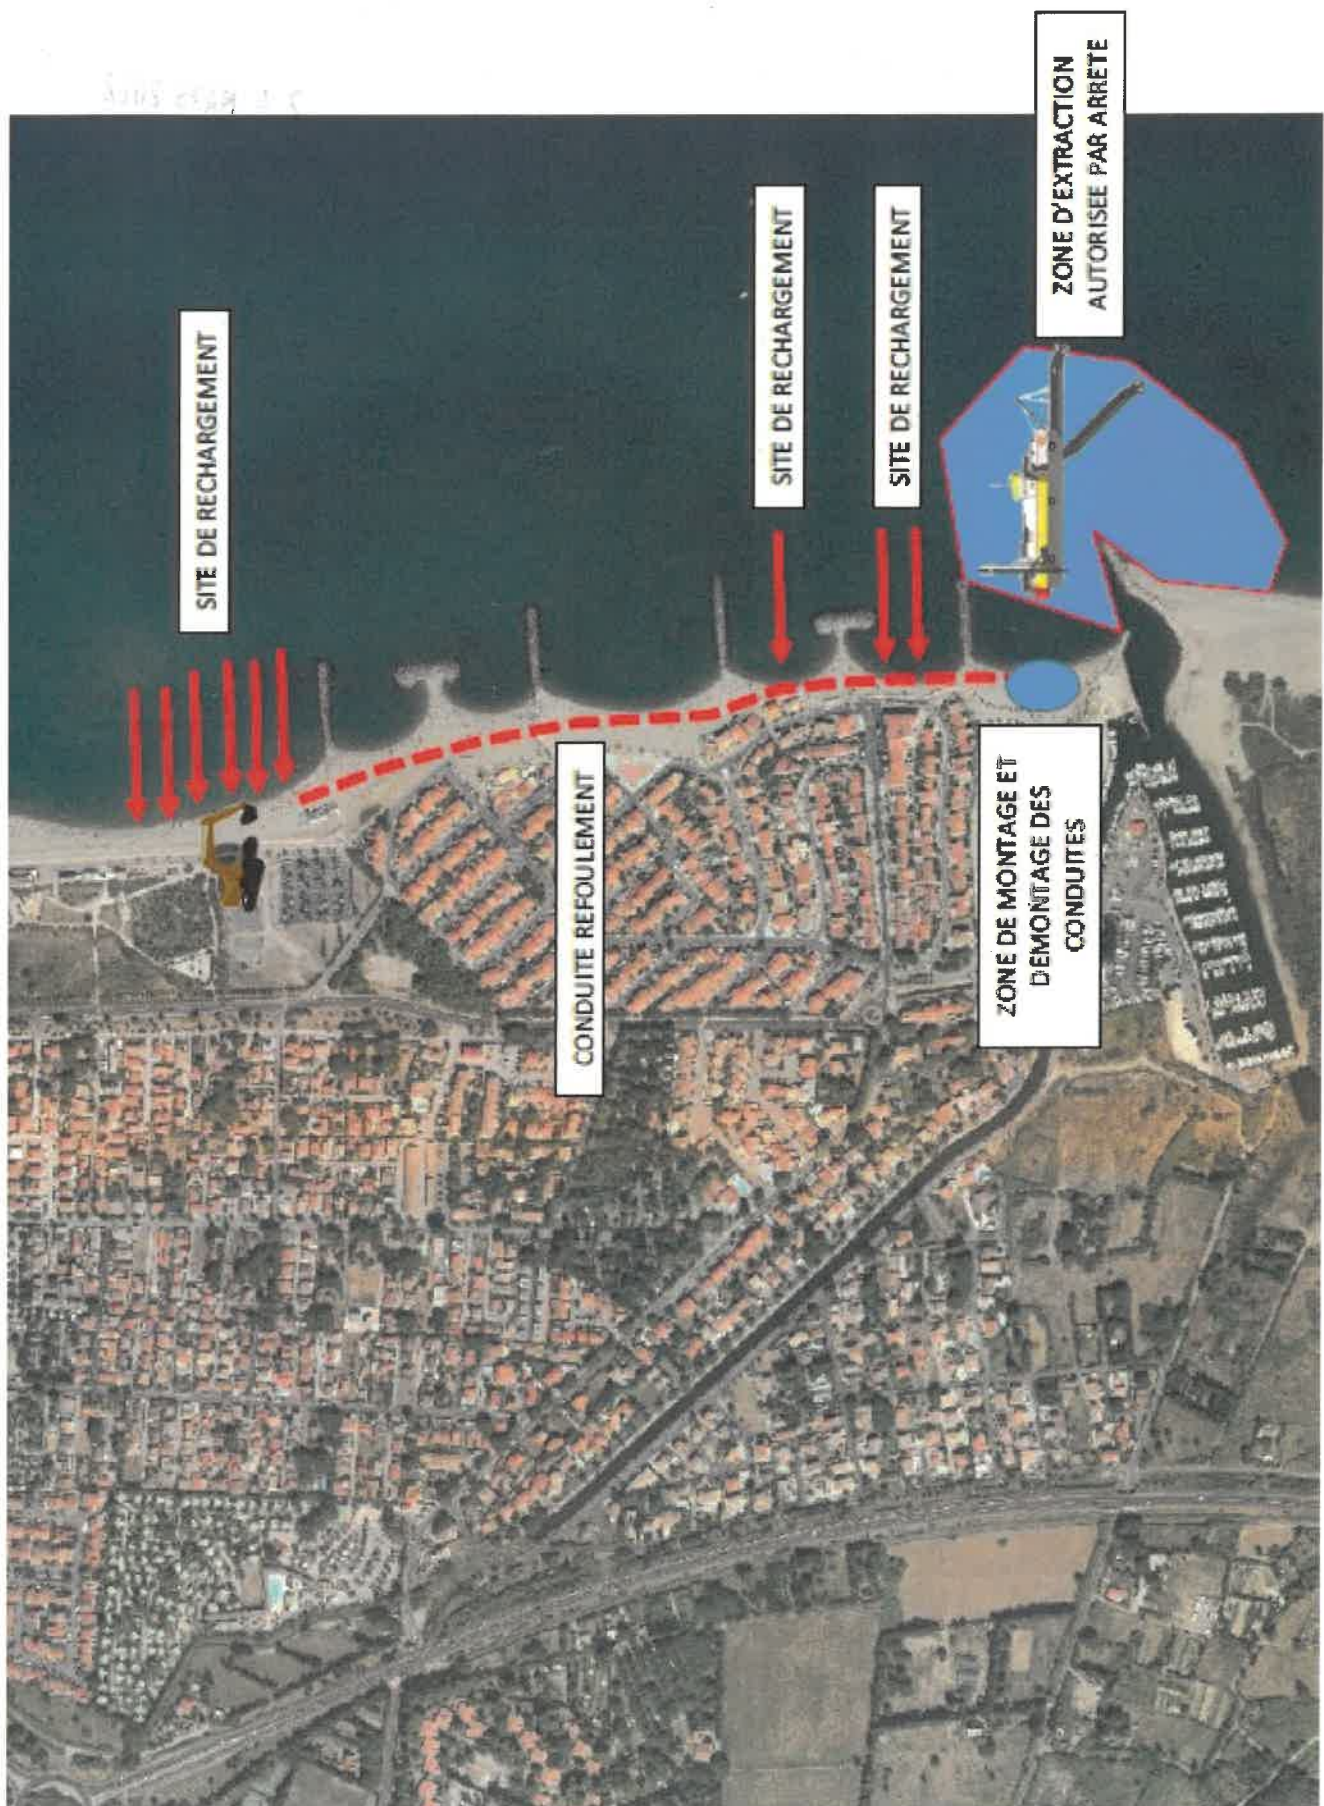 SITE DE RECHARGEMENT
SITE DE RECHARGEMENT
SITE DE RECHARGEMENT
ZONE D'EXTRACTION
AUTORISEE PAR ARRETE
CONDUITE REFOULEMENT
ZONE DE MONTAGE ET
DEMONTAGE DES
CONDUITES